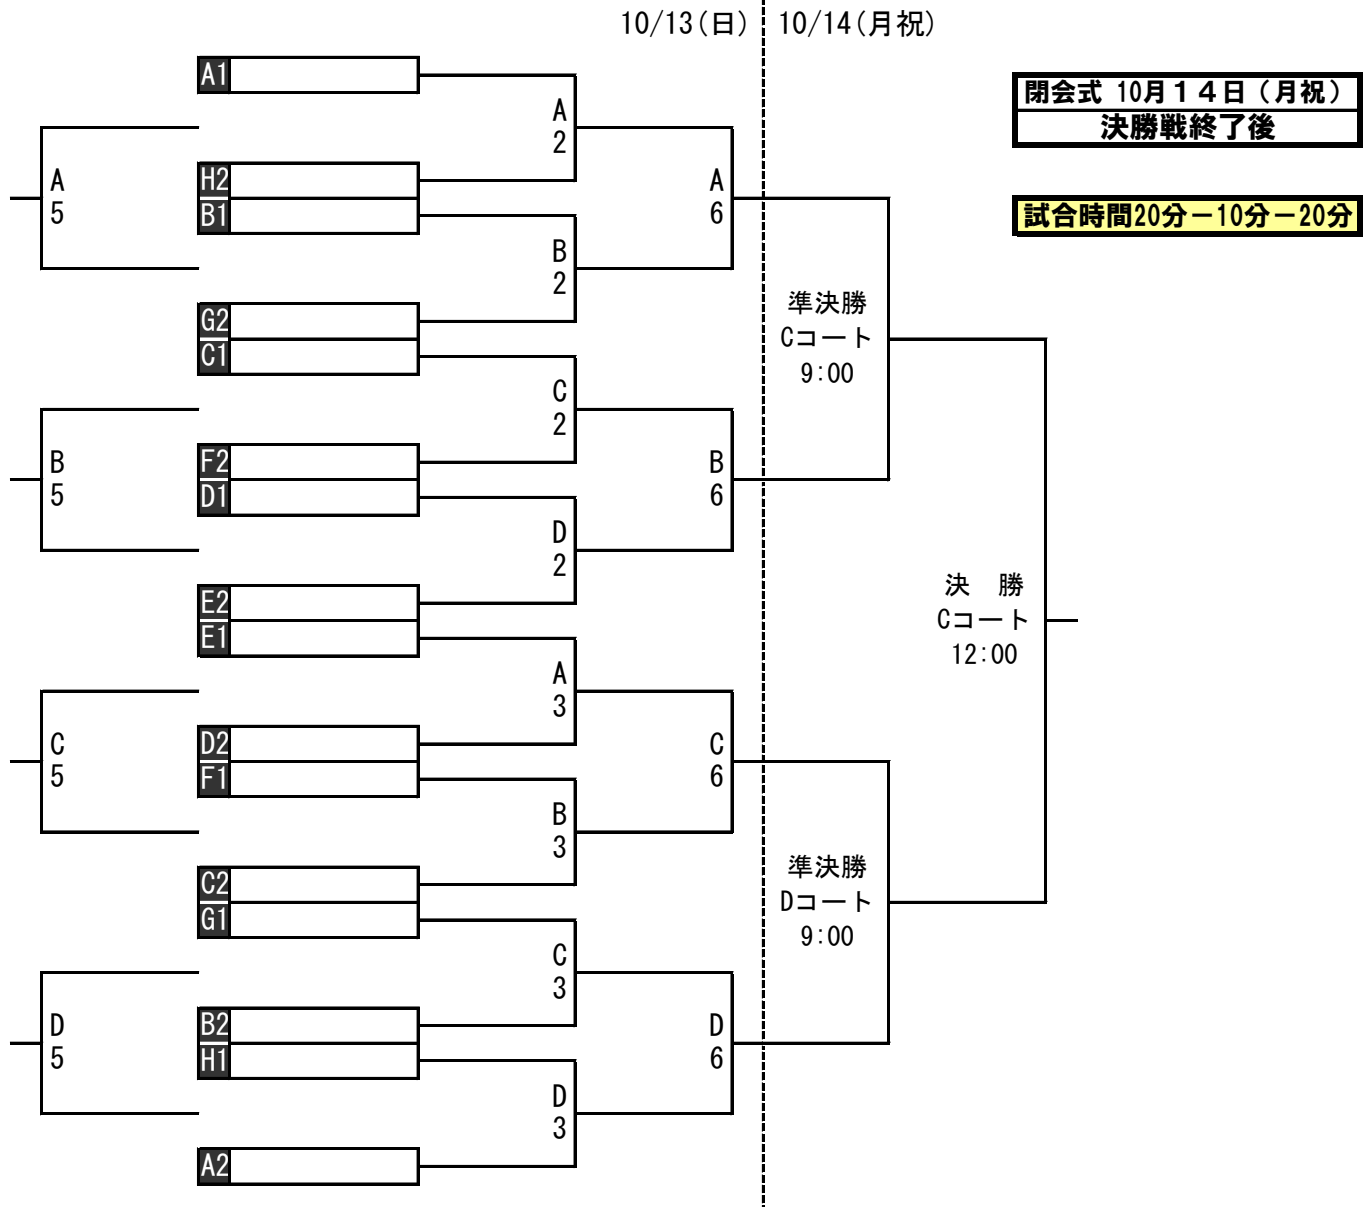 10/13(日)
10/14(月祝)
閉会式 10月14日(月祝)
決勝戦終了後
試合時間20分－10分－20分
A1
A
2
H2
B1
A
5
A
6
B
2
G2
C1
準決勝
Cコート
9:00
C
2
F2
D1
B
5
B
6
D
2
E2
E1
決　勝
Cコート
12:00
A
3
D2
F1
C
5
C
6
B
3
C2
G1
準決勝
Dコート
9:00
C
3
B2
H1
D
5
D
6
D
3
A2